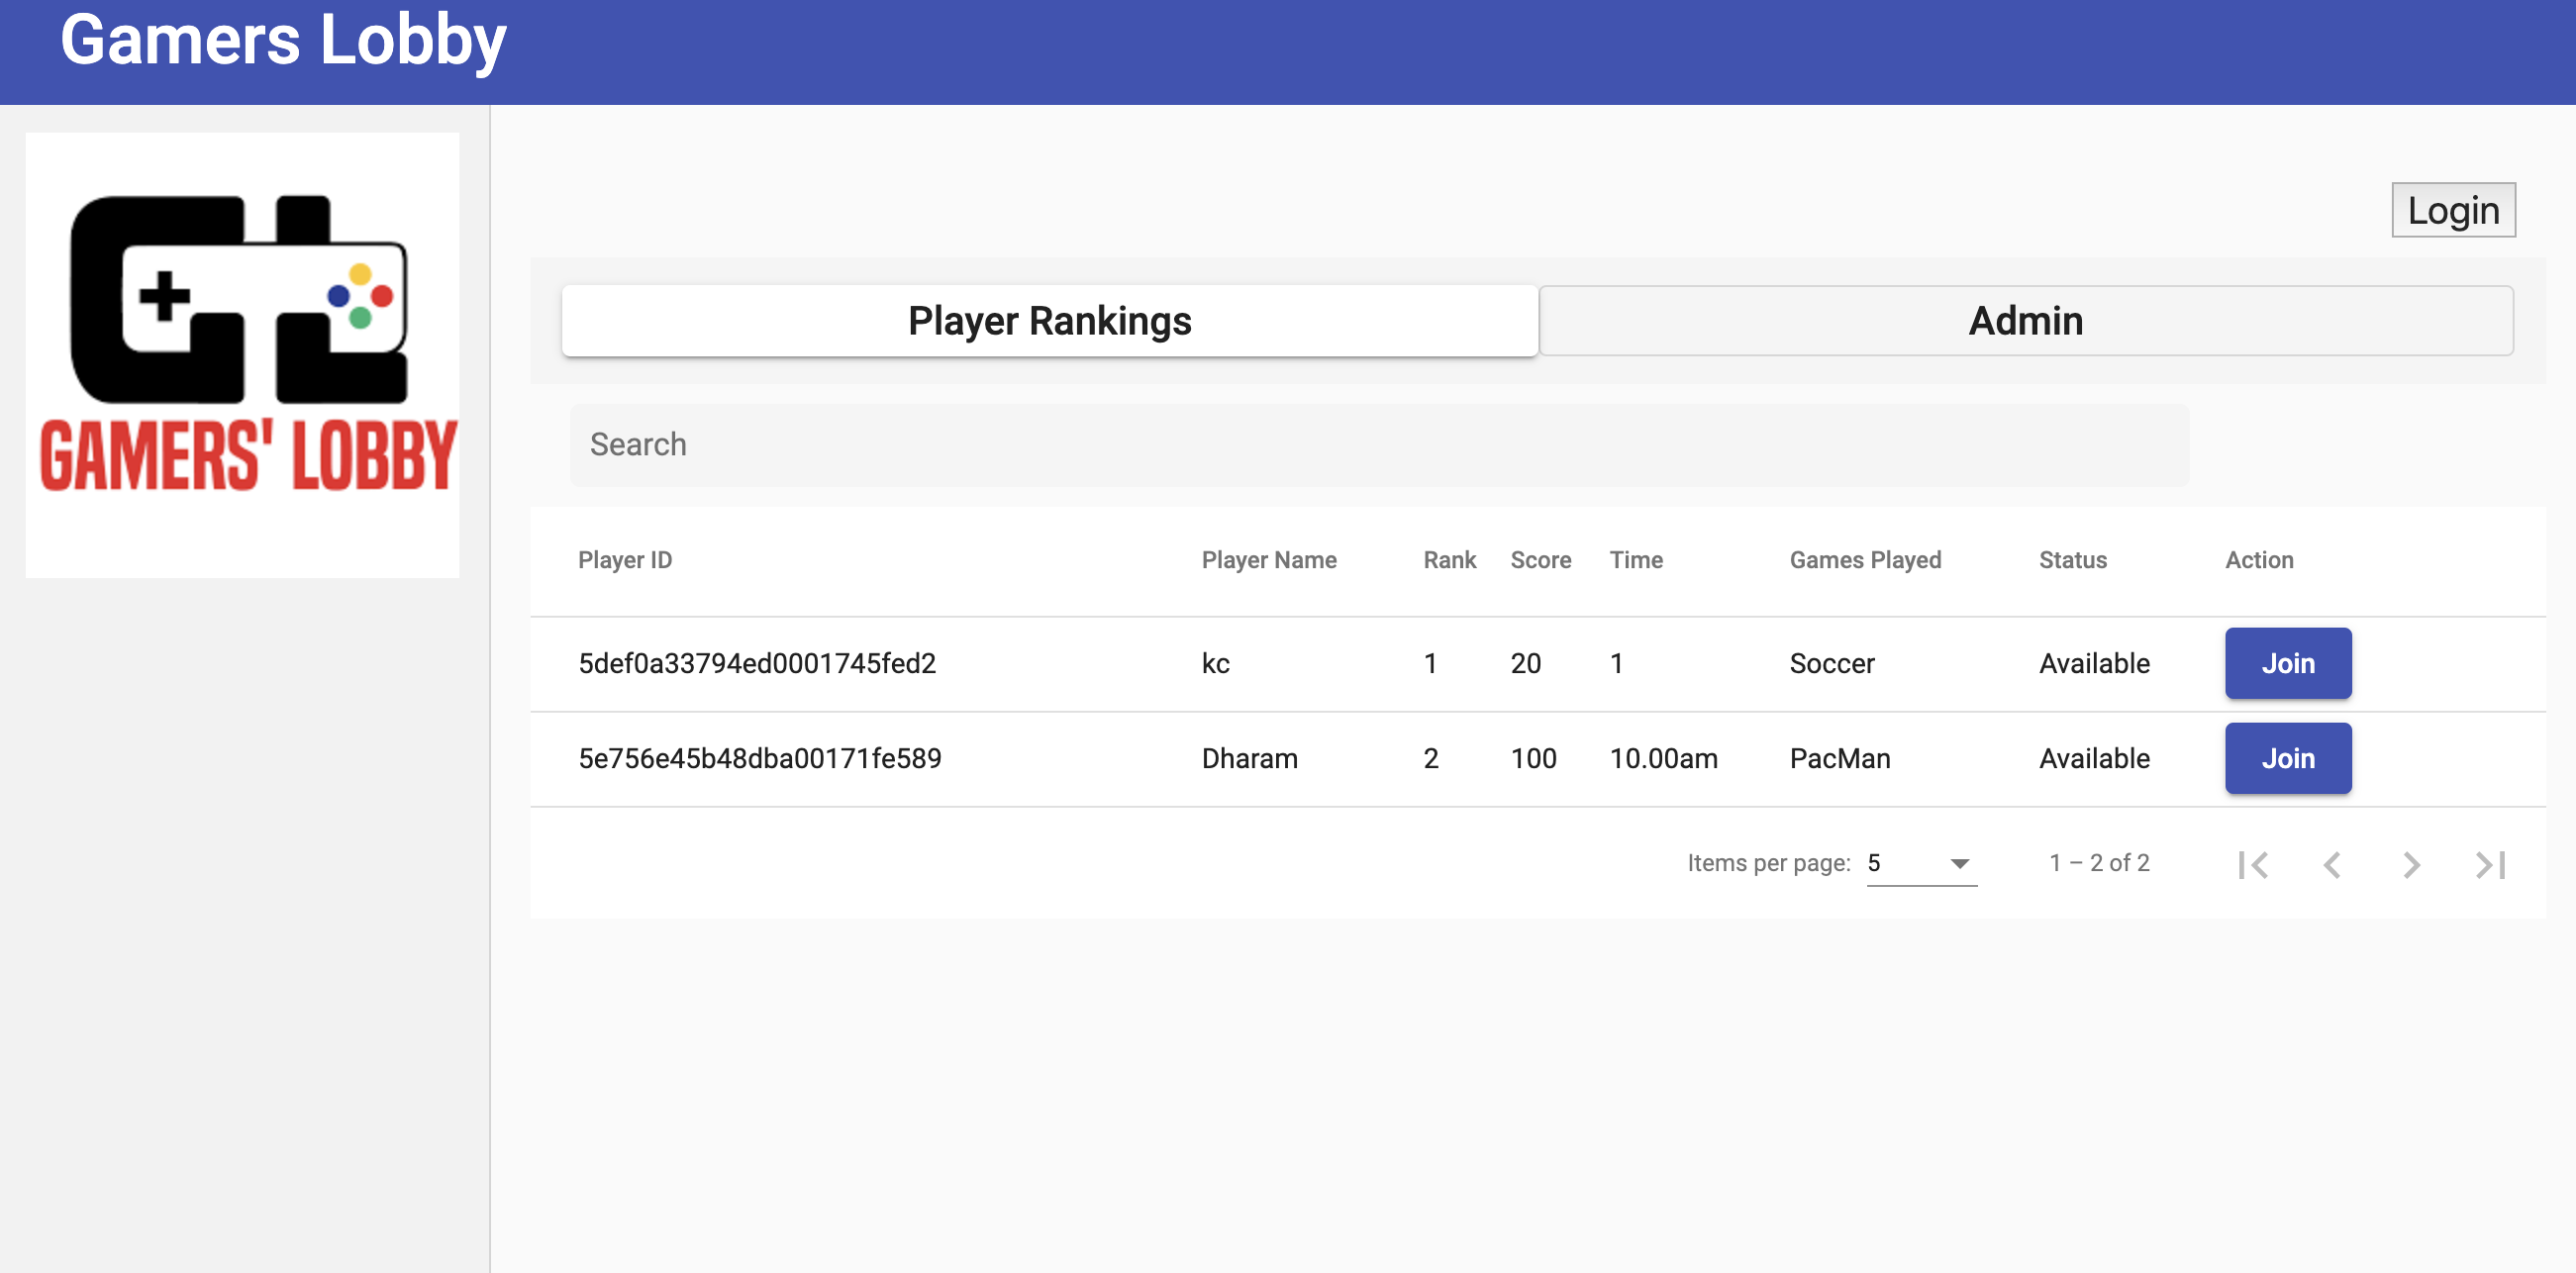 Gamers Lobby
GAMERS' LOBBY
Login
Player Rankings Admin
Search
Player ID Player Name Rank Score Time Games Played Status Action
5def0a33794ed0001745fed2 kc 1 20 1 Soccer Available Join
5e756e45b48dba00171fe589 Dharam 2 100 10.00am PacMan Available Join
Items per page: 5 1 – 2 of 2